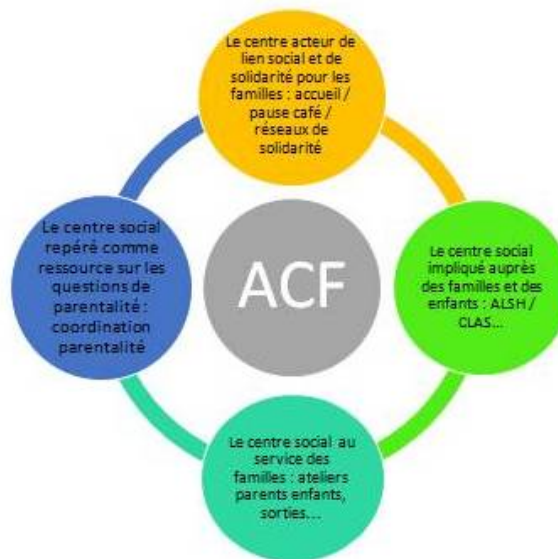 Le centre acteur de
lien social et de
solidarité pour les
familles : accueil /
pause café /
réseaux de
solidarité
Le centre social
repéré comme
ressource sur les
questions de
parentalité :
coordination
parentalité
ACF
Le centre social
impliqué auprès
des familles et des
enfants : ALSH /
CLAS...
Le centre social au
service des
familles : ateliers
parents enfants,
sorties...